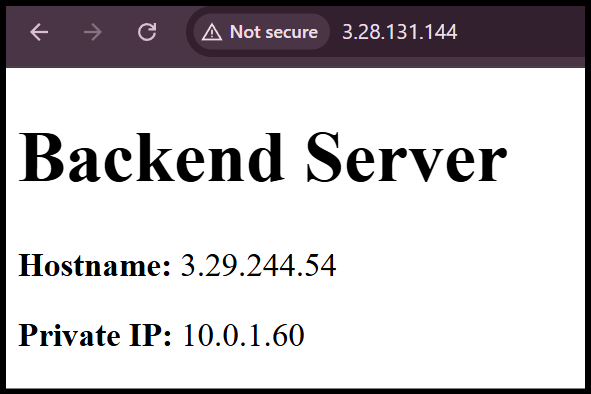 Not secure 3.28.131.144
Backend Server
Hostname: 3.29.244.54
Private IP: 10.0.1.60